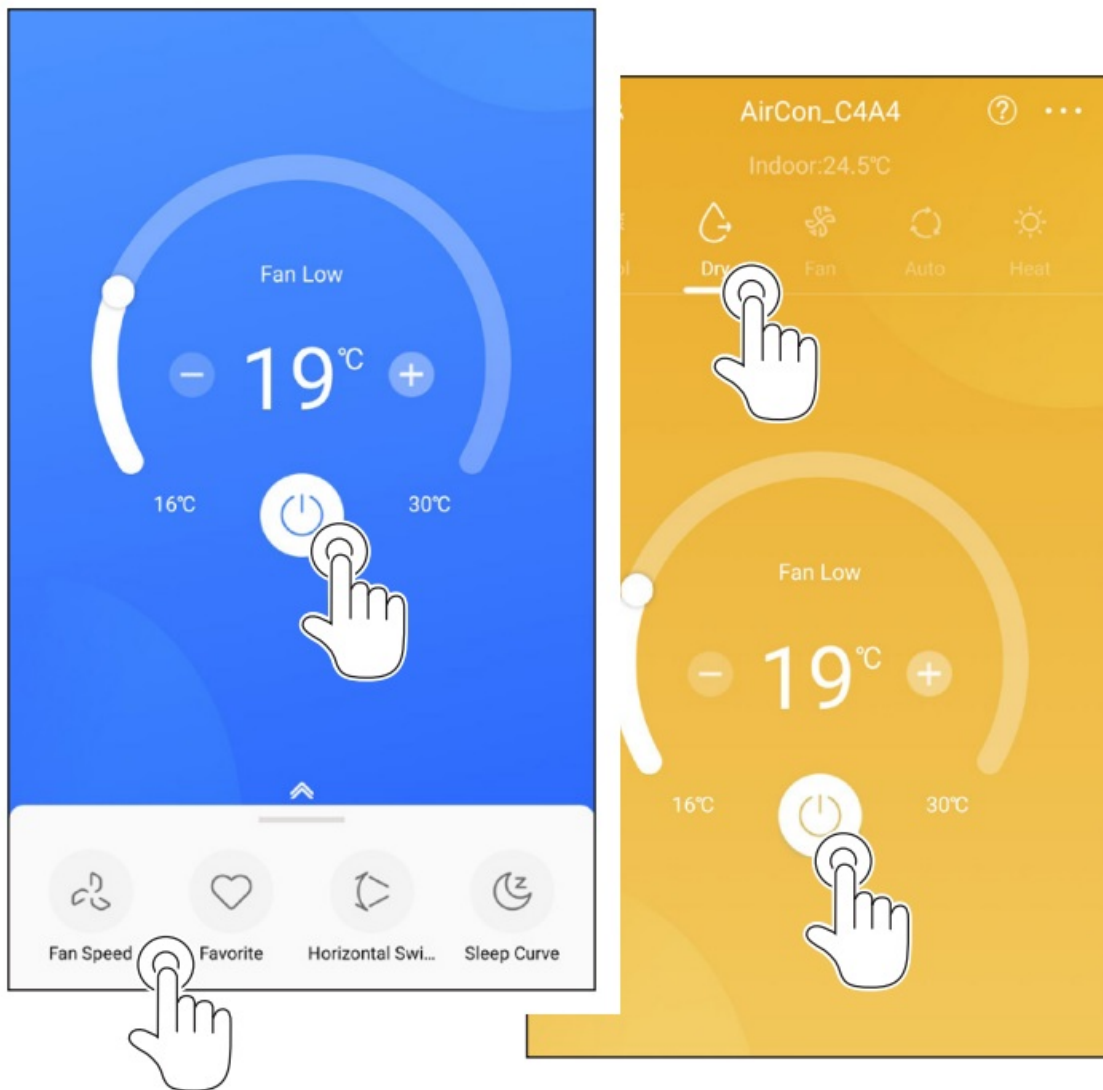 Fan Low
19℃
16℃ 30℃
Fan Speed Favorite Horizontal Swi... Sleep Curve
AirCon_C4A4
Indoor:24.5℃
Dry Fan Auto Heat
Fan Low
19℃
16℃ 30℃